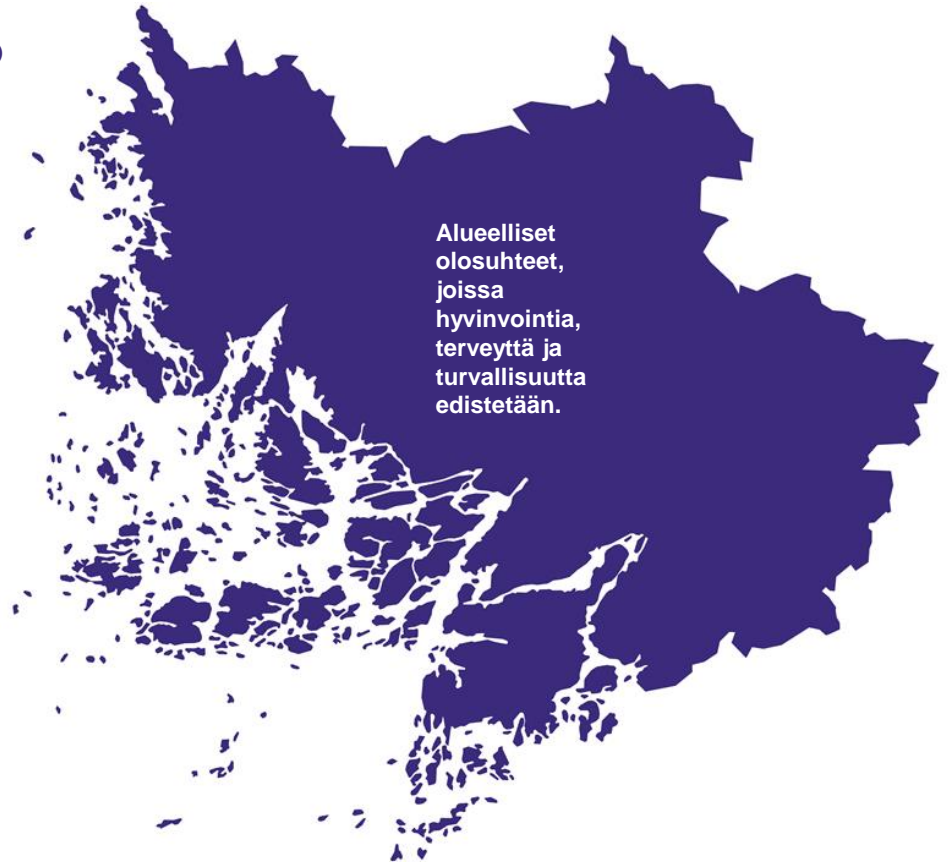 Alueelliset
olosuhteet,
joissa
hyvinvointia,
terveyttä ja
turvallisuutta
edistetään.